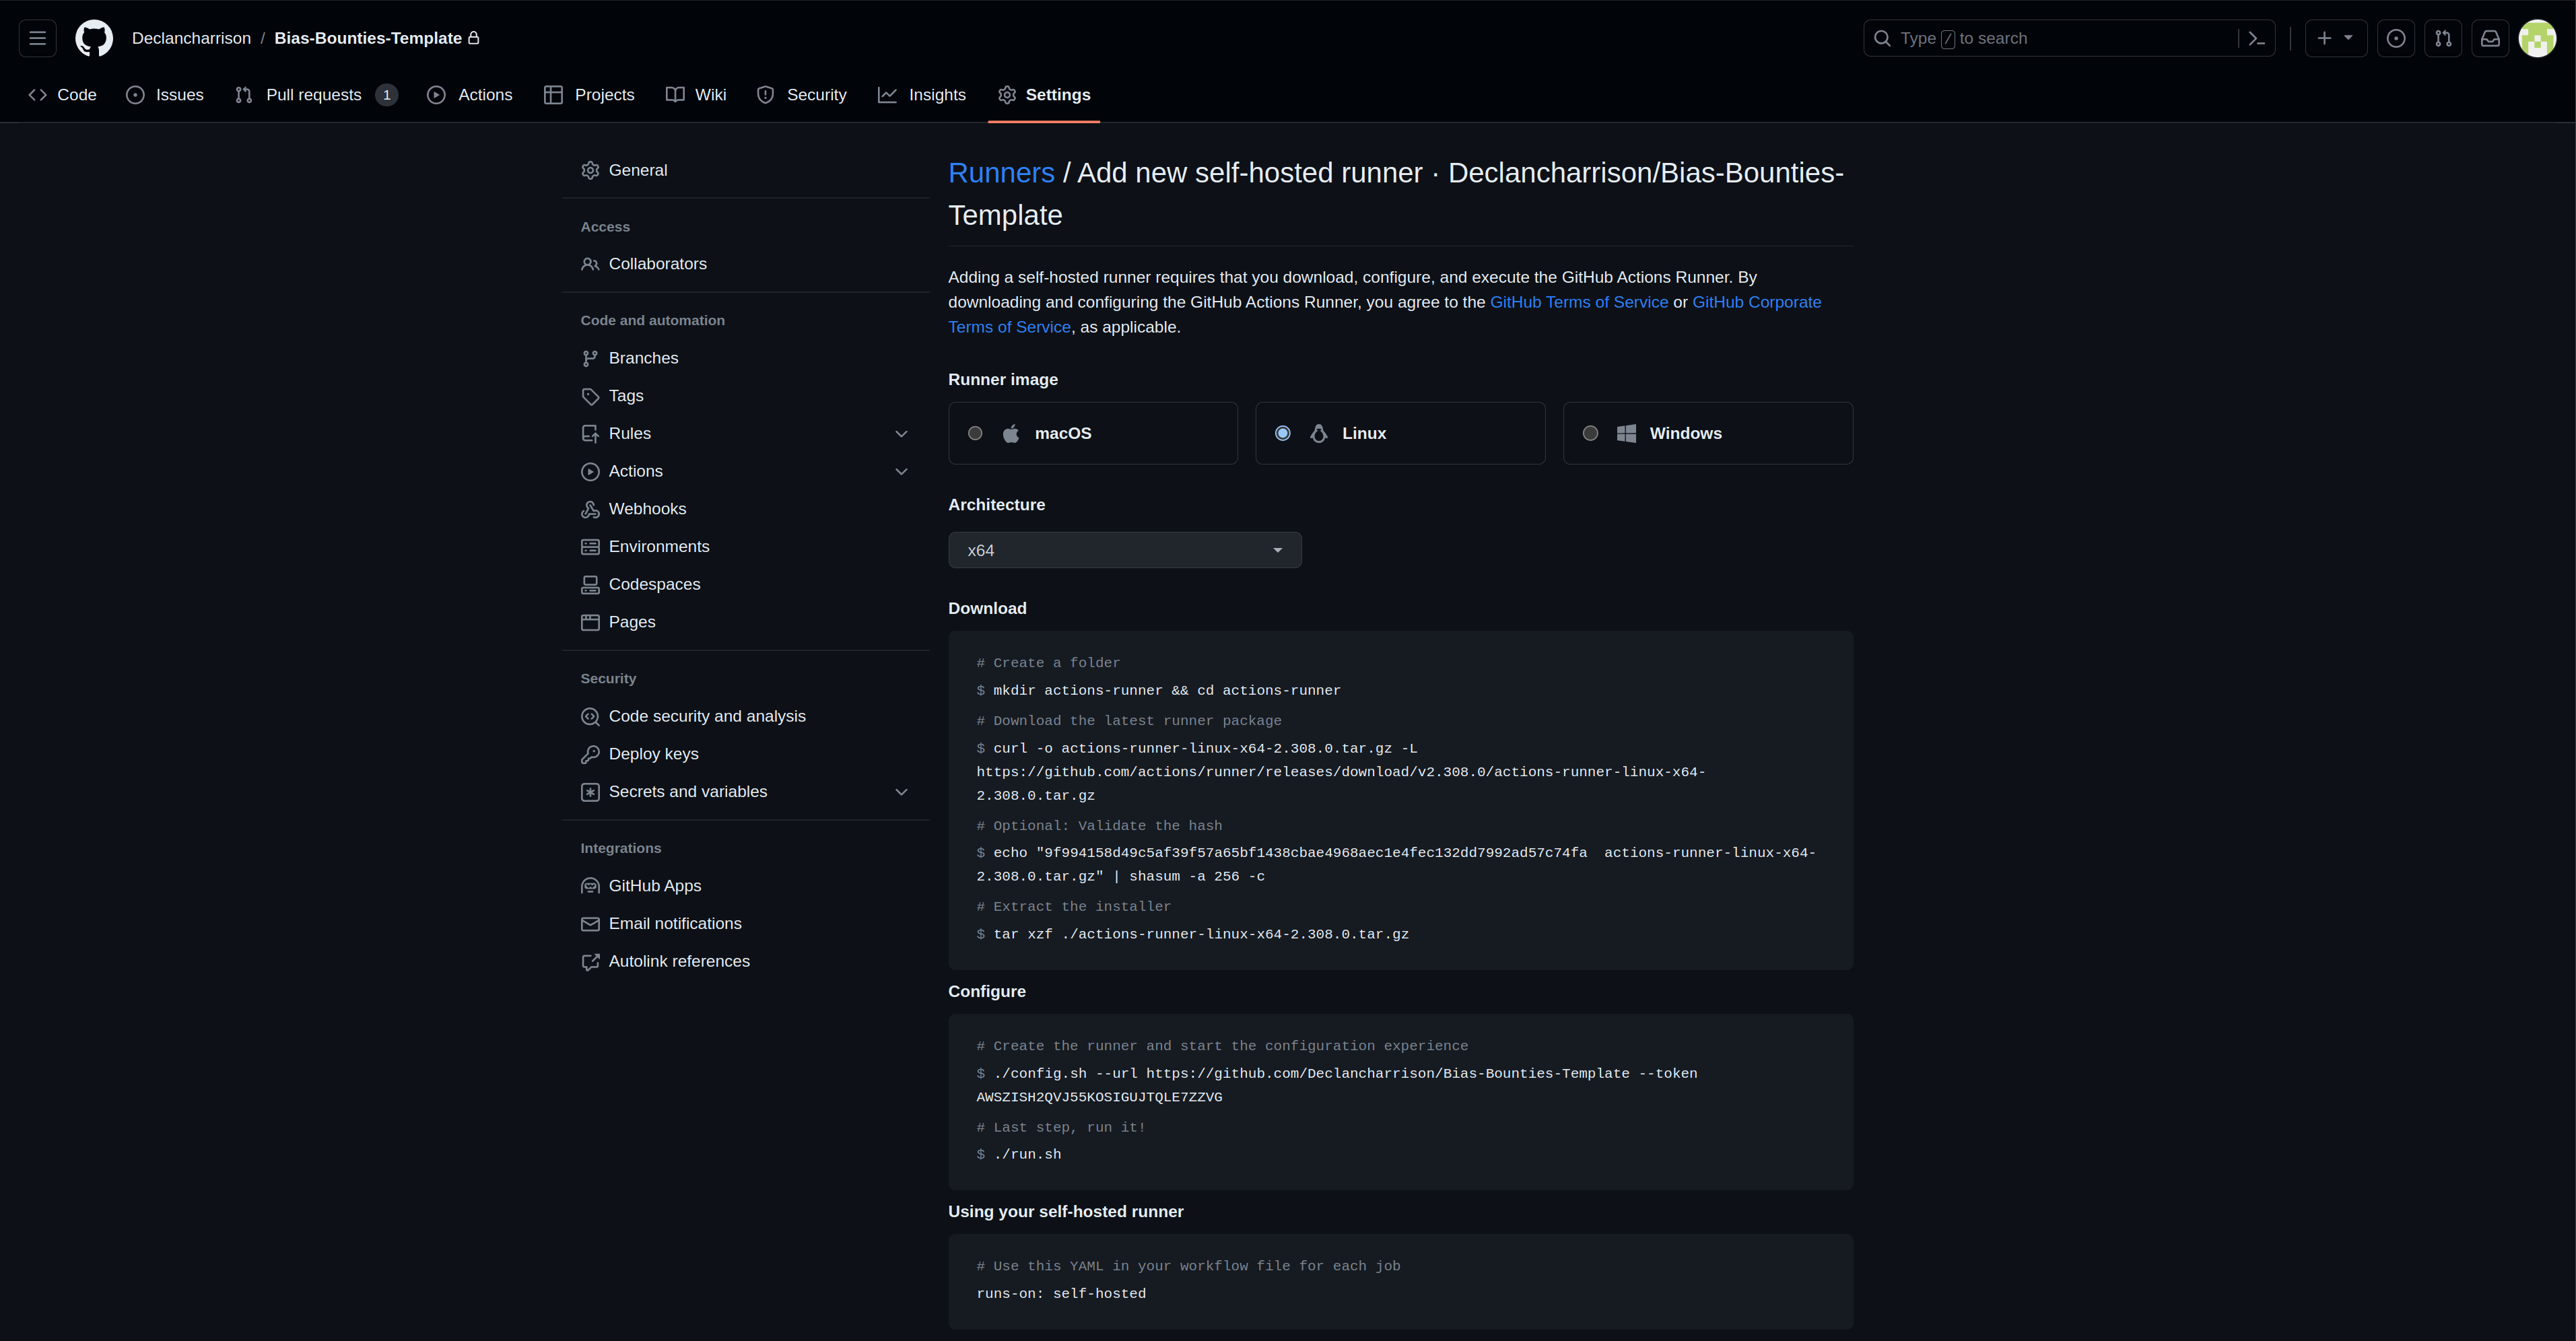 Declancharrison / Bias-Bounties-Template
Type / to search
Code
Issues
Pull requests 1
Actions
Projects
Wiki
Security
Insights
Settings
General
Access
Collaborators
Code and automation
Branches
Tags
Rules
Actions
Webhooks
Environments
Codespaces
Pages
Security
Code security and analysis
Deploy keys
Secrets and variables
Integrations
GitHub Apps
Email notifications
Autolink references
Runners / Add new self-hosted runner · Declancharrison/Bias-Bounties-
Template
Adding a self-hosted runner requires that you download, configure, and execute the GitHub Actions Runner. By
downloading and configuring the GitHub Actions Runner, you agree to the GitHub Terms of Service or GitHub Corporate
Terms of Service, as applicable.
Runner image
macOS
Linux
Windows
Architecture
x64
Download
# Create a folder
$ mkdir actions-runner && cd actions-runner
# Download the latest runner package
$ curl -o actions-runner-linux-x64-2.308.0.tar.gz -L
https://github.com/actions/runner/releases/download/v2.308.0/actions-runner-linux-x64-
2.308.0.tar.gz
# Optional: Validate the hash
$ echo "9f994158d49c5af39f57a65bf1438cbae4968aec1e4fec132dd7992ad57c74fa  actions-runner-linux-x64-
2.308.0.tar.gz" | shasum -a 256 -c
# Extract the installer
$ tar xzf ./actions-runner-linux-x64-2.308.0.tar.gz
Configure
# Create the runner and start the configuration experience
$ ./config.sh --url https://github.com/Declancharrison/Bias-Bounties-Template --token
AWSZISH2QVJ55KOSIGUJTQLE7ZZVG
# Last step, run it!
$ ./run.sh
Using your self-hosted runner
# Use this YAML in your workflow file for each job
runs-on: self-hosted